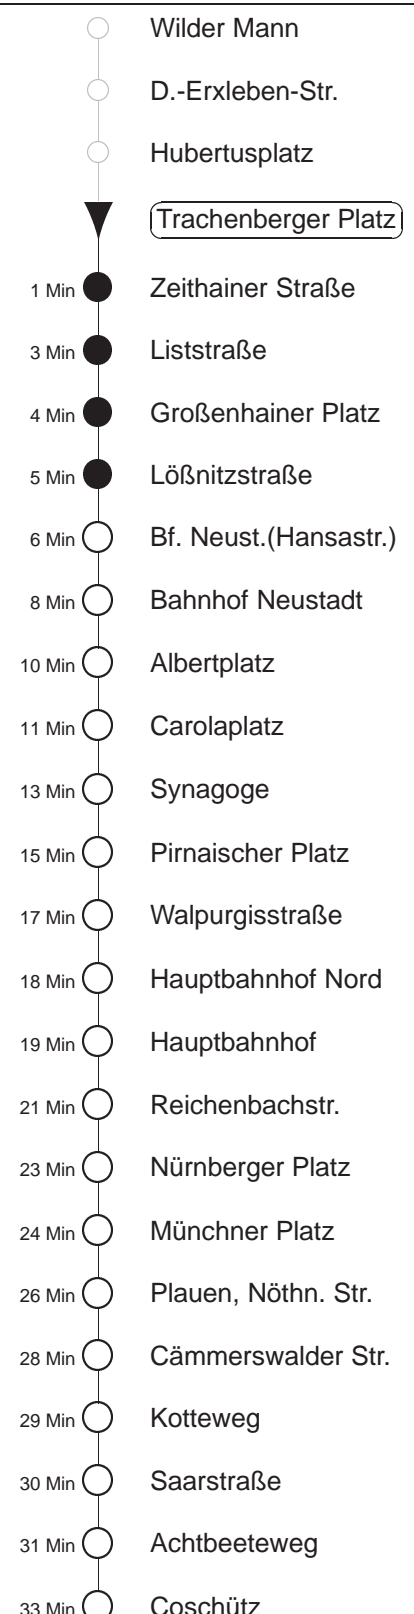 Wilder Mann
D.-Erxleben-Str.
Hubertusplatz
Trachenberger Platz
1 Min Zeithainer Straße
3 Min Liststraße
4 Min Großenhainer Platz
5 Min Lößnitzstraße
6 Min Bf. Neust.(Hansastr.)
8 Min Bahnhof Neustadt
10 Min Albertplatz
11 Min Carolaplatz
13 Min Synagoge
15 Min Pirnaischer Platz
17 Min Walpurgisstraße
18 Min Hauptbahnhof Nord
19 Min Hauptbahnhof
21 Min Reichenbachstr.
23 Min Nürnberger Platz
24 Min Münchner Platz
26 Min Plauen, Nöthn. Str.
28 Min Cämmerswalder Str.
29 Min Kotteweg
30 Min Saarstraße
31 Min Achtbeeteweg
33 Min Coschütz